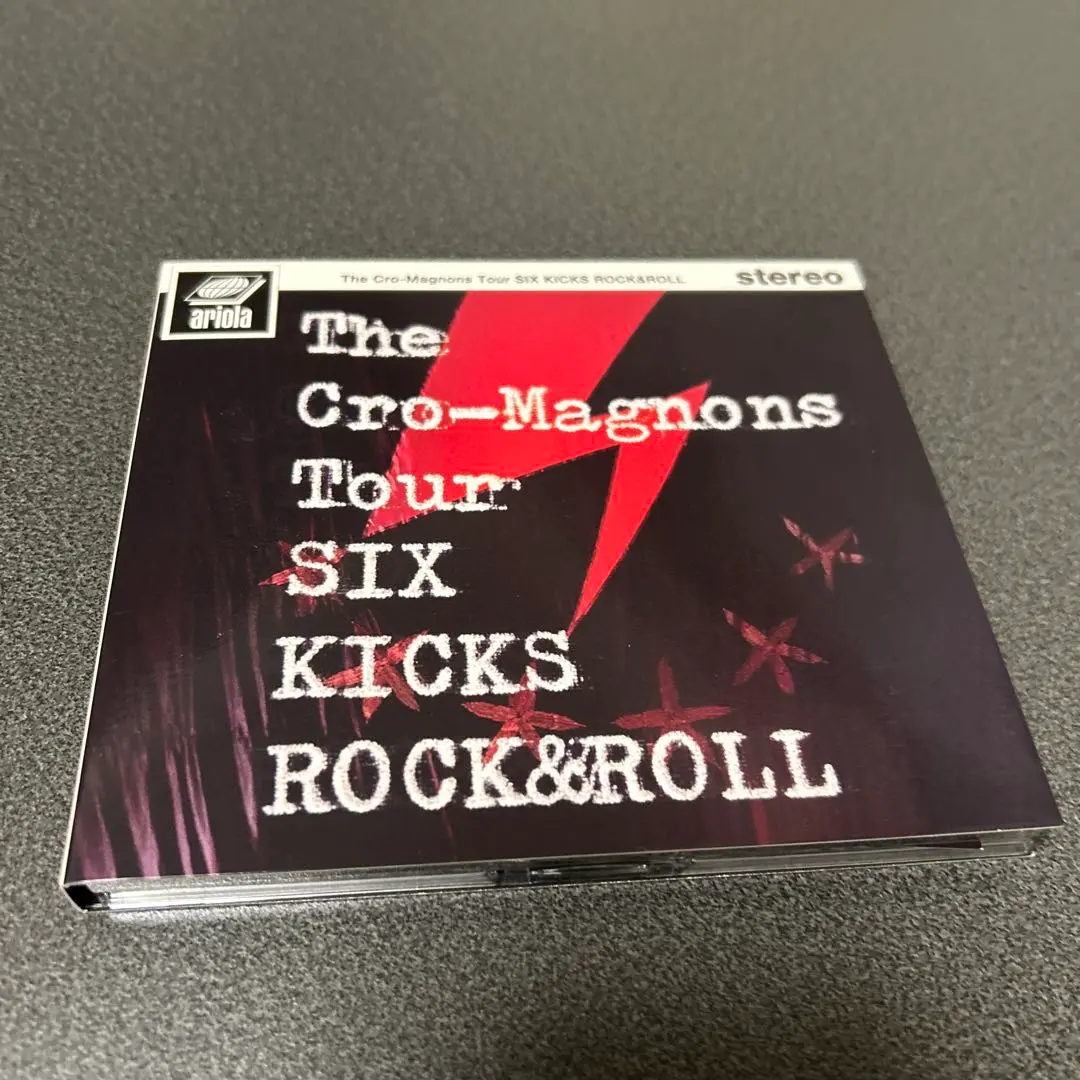 The Cro-Magnons Tour SIX KICKS ROCK&ROLL
stereo
ariola
The
Cro-Magnons
Tour
SIX
KICKS
ROCK&ROLL